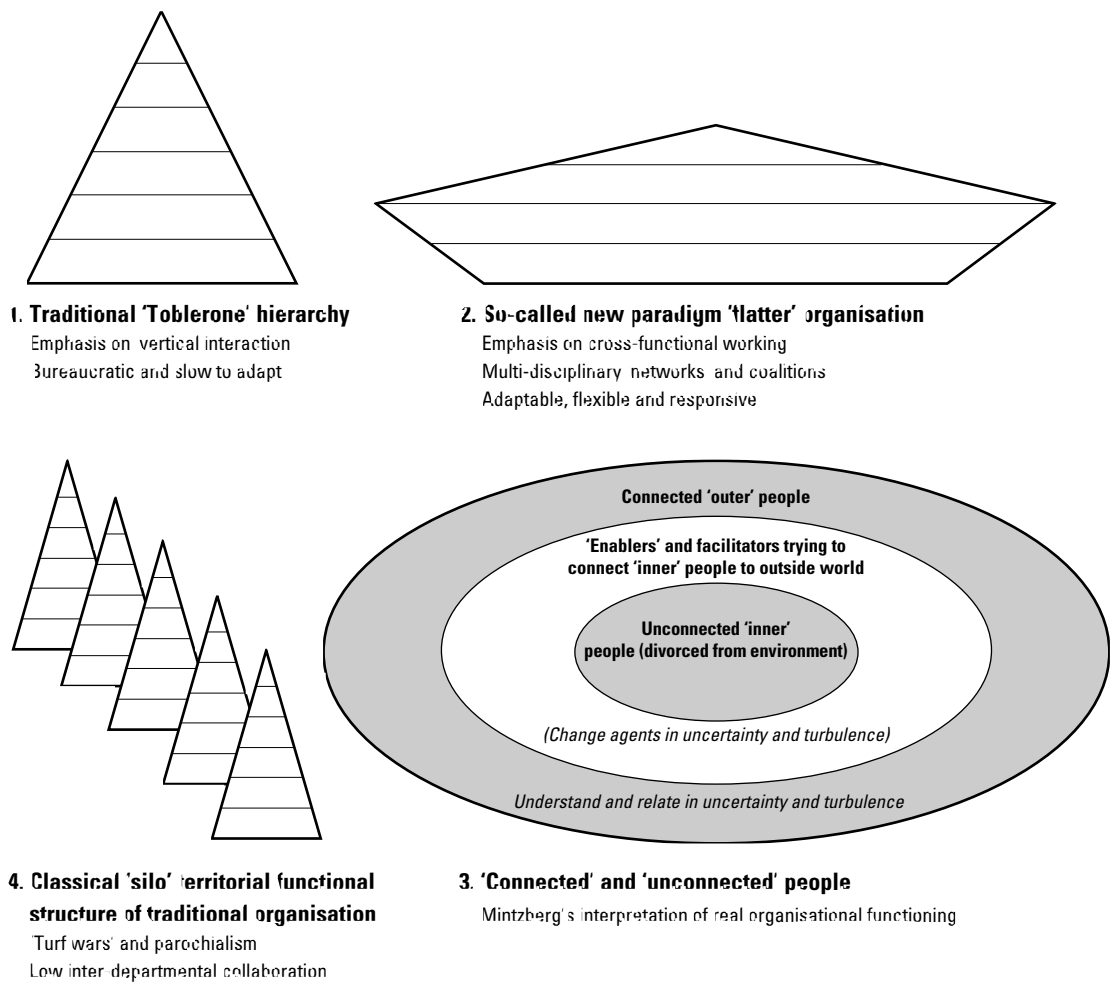 1. Traditional ‘Toblerone’ hierarchy
Emphasis on vertical interaction
Bureaucratic and slow to adapt
2. So-called new paradigm ‘flatter’ organisation
Emphasis on cross-functional working
Multi-disciplinary networks and coalitions
Adaptable, flexible and responsive
Connected ‘outer’ people
‘Enablers’ and facilitators trying to
connect ‘inner’ people to outside world
Unconnected ‘inner’
people (divorced from environment)
(Change agents in uncertainty and turbulence)
Understand and relate in uncertainty and turbulence
4. Classical ‘silo’ territorial functional
structure of traditional organisation
‘Turf wars’ and parochialism
Low inter-departmental collaboration
3. ‘Connected’ and ‘unconnected’ people
Mintzberg’s interpretation of real organisational functioning